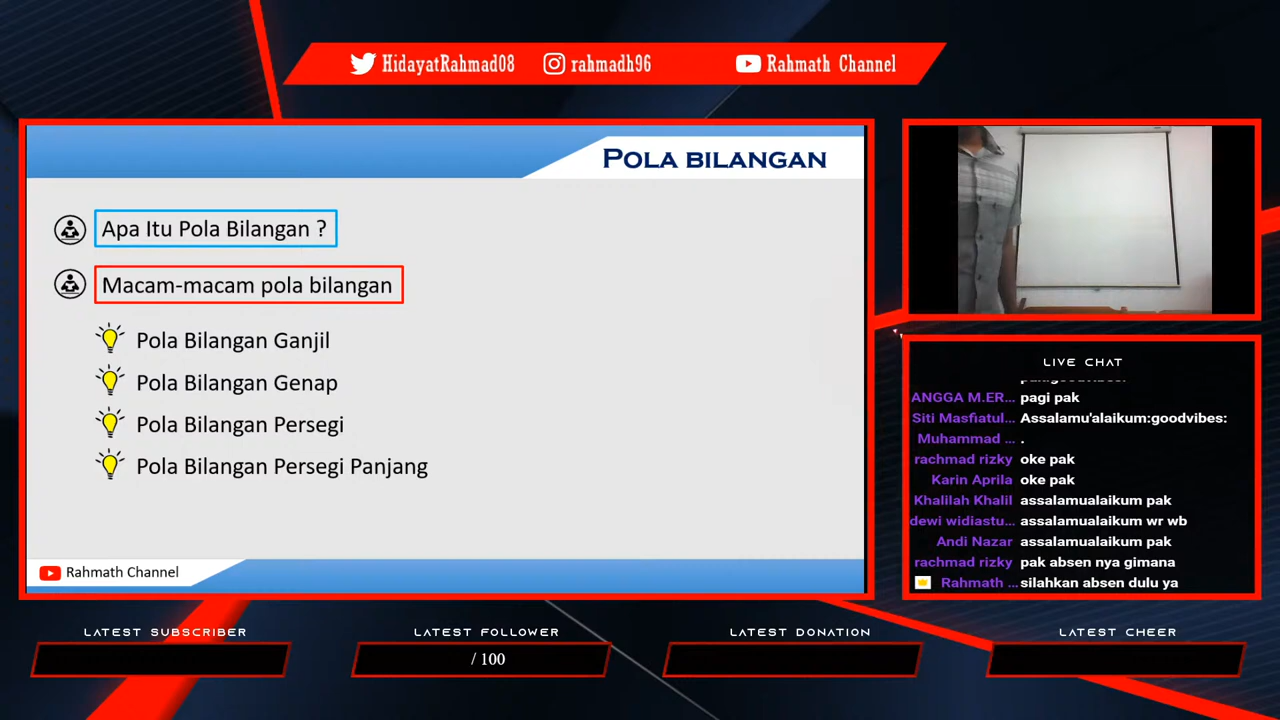 HidayatRahmad08 rahmadh96 Rahmath Channel
POLA BILANGAN
Apa Itu Pola Bilangan ?
Macam-macam pola bilangan
Pola Bilangan Ganjil
Pola Bilangan Genap
Pola Bilangan Persegi
Pola Bilangan Persegi Panjang
Rahmath Channel
LIVE CHAT
ANGGA M.ER... pagi pak
Siti Masfiatul... Assalamu'alaikum:goodvibes:
Muhammad ... .
rachmad rizky oke pak
Karin Aprila oke pak
Khalilah Khalil assalamualaikum pak
dewi widiastu... assalamualaikum wr wb
Andi Nazar assalamualaikum pak
rachmad rizky pak absen nya gimana
Rahmath ... silahkan absen dulu ya
LATEST SUBSCRIBER LATEST FOLLOWER LATEST DONATION LATEST CHEER
/ 100